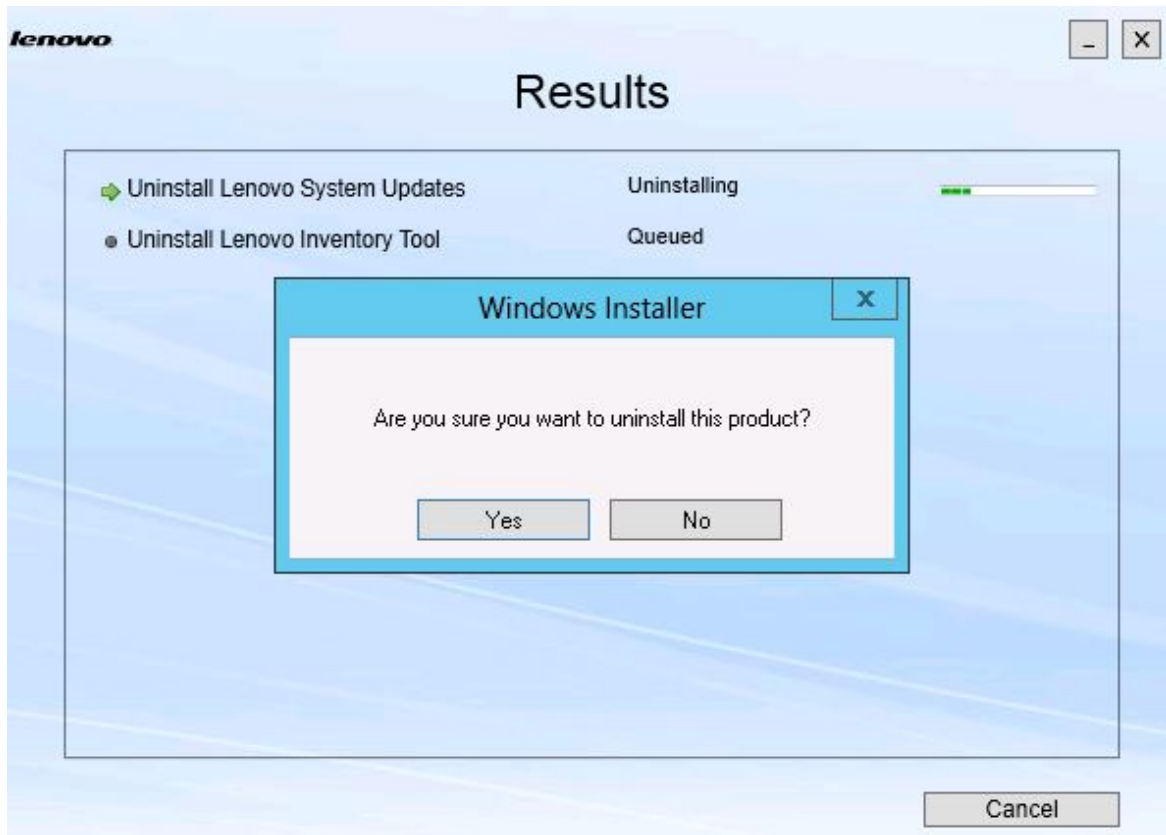 lenovo
Results
Uninstall Lenovo System Updates Uninstalling
Uninstall Lenovo Inventory Tool Queued
Windows Installer
Are you sure you want to uninstall this product?
Yes No
Cancel